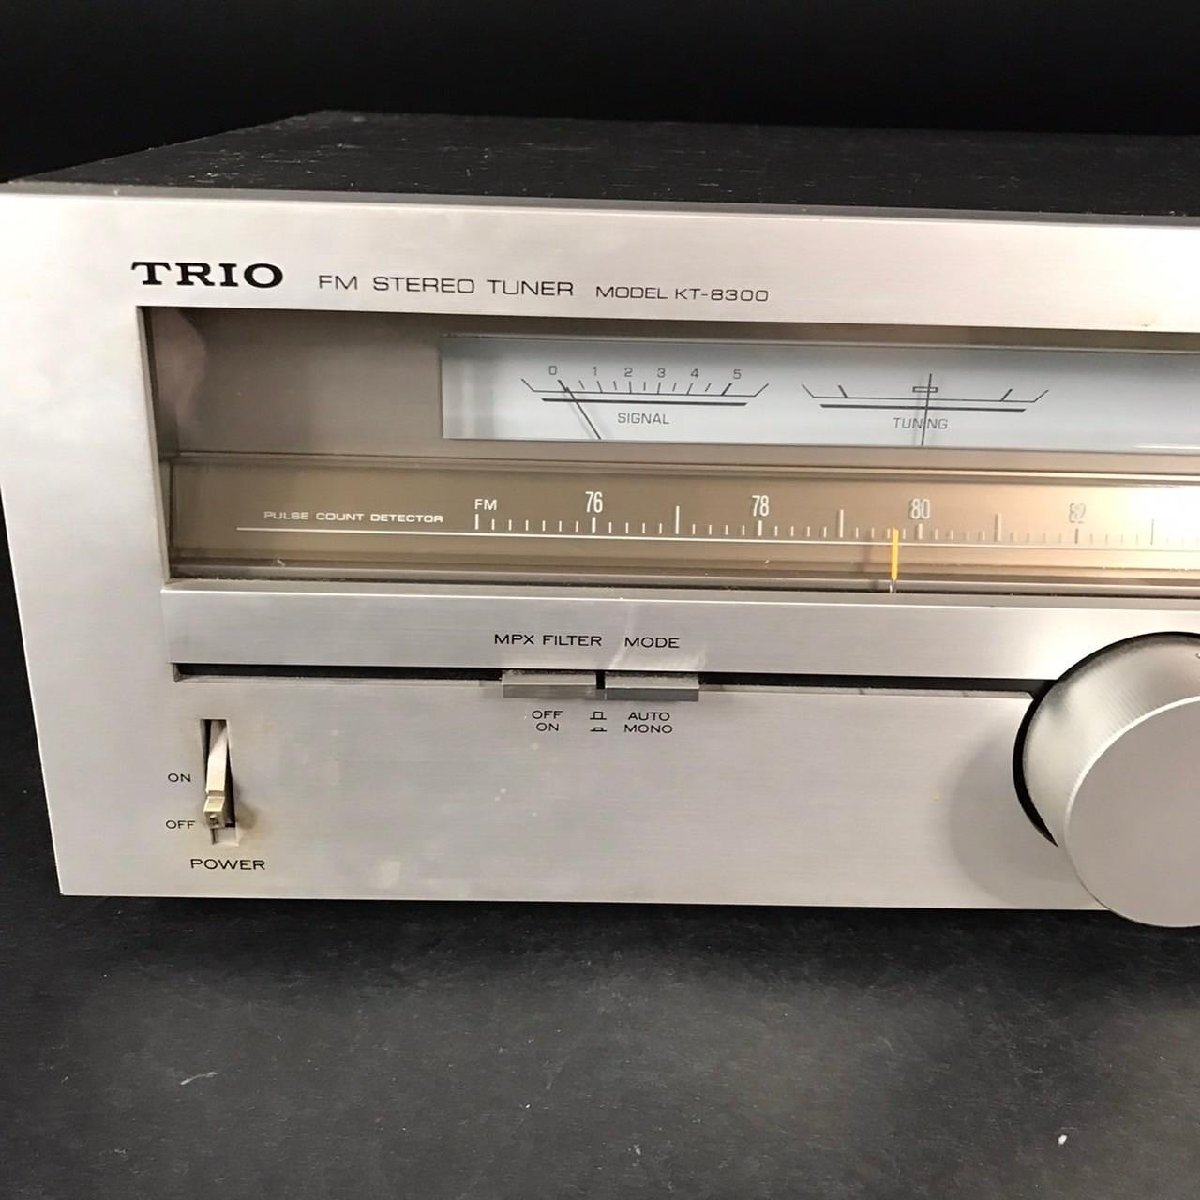 TRIO FM STEREO TUNER MODEL KT-8300
0 1 2 3 4 5
SIGNAL TUNING
PULSE COUNT DETECTOR FM 76 78 80 82
MPX FILTER MODE
OFF AUTO
ON MONO
ON
OFF
POWER